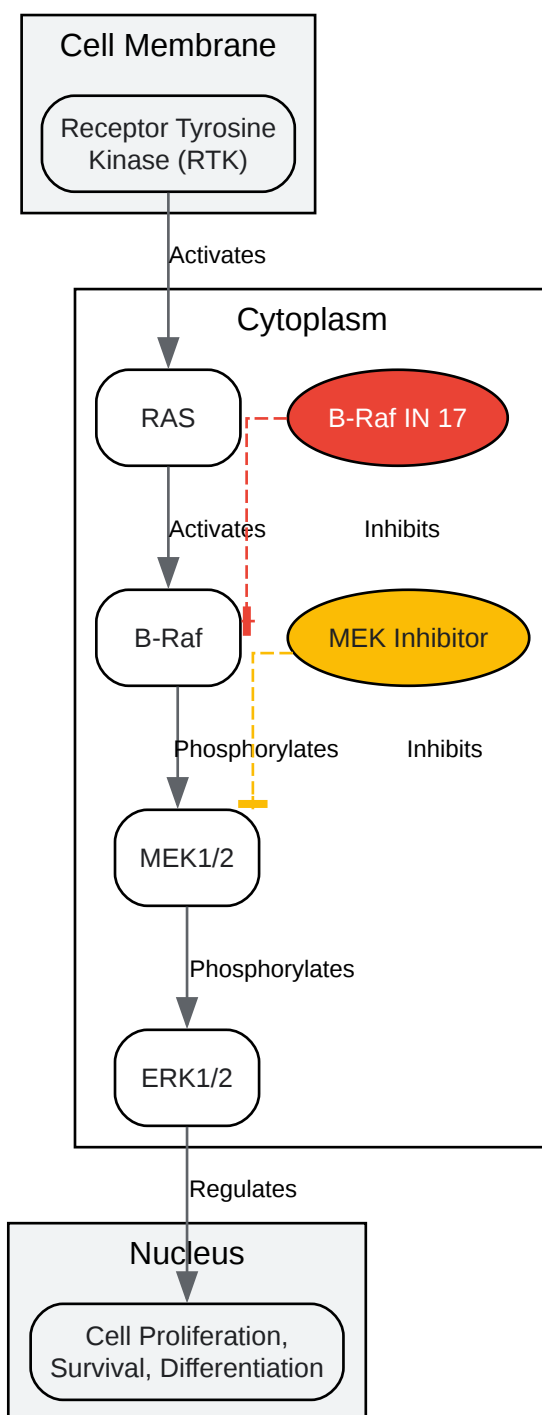 Cell Membrane
Receptor Tyrosine
Kinase (RTK)
Activates
Cytoplasm
RAS
B-Raf IN 17
Activates
Inhibits
B-Raf
MEK Inhibitor
Phosphorylates
Inhibits
MEK1/2
Phosphorylates
ERK1/2
Regulates
Nucleus
Cell Proliferation,
Survival, Differentiation